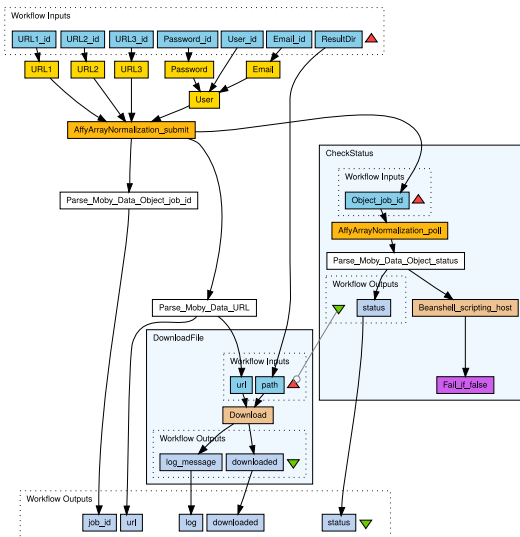 Workflow Inputs
URL1_id URL2_id URL3_id Password_id User_id Email_id ResultDir
URL1 URL2 URL3 Password Email
User
AffyArrayNormalization_submit
CheckStatus
Workflow Inputs
Parse_Moby_Data_Object_job_id Object_job_id
AffyArrayNormalization_poll
Parse_Moby_Data_Object_status
Workflow Outputs
Parse_Moby_Data_URL status Beanshell_scripting_host
DownloadFile
Workflow Inputs
url path Fail_if_false
Download
Workflow Outputs
log_message downloaded
Workflow Outputs
job_id url log downloaded status